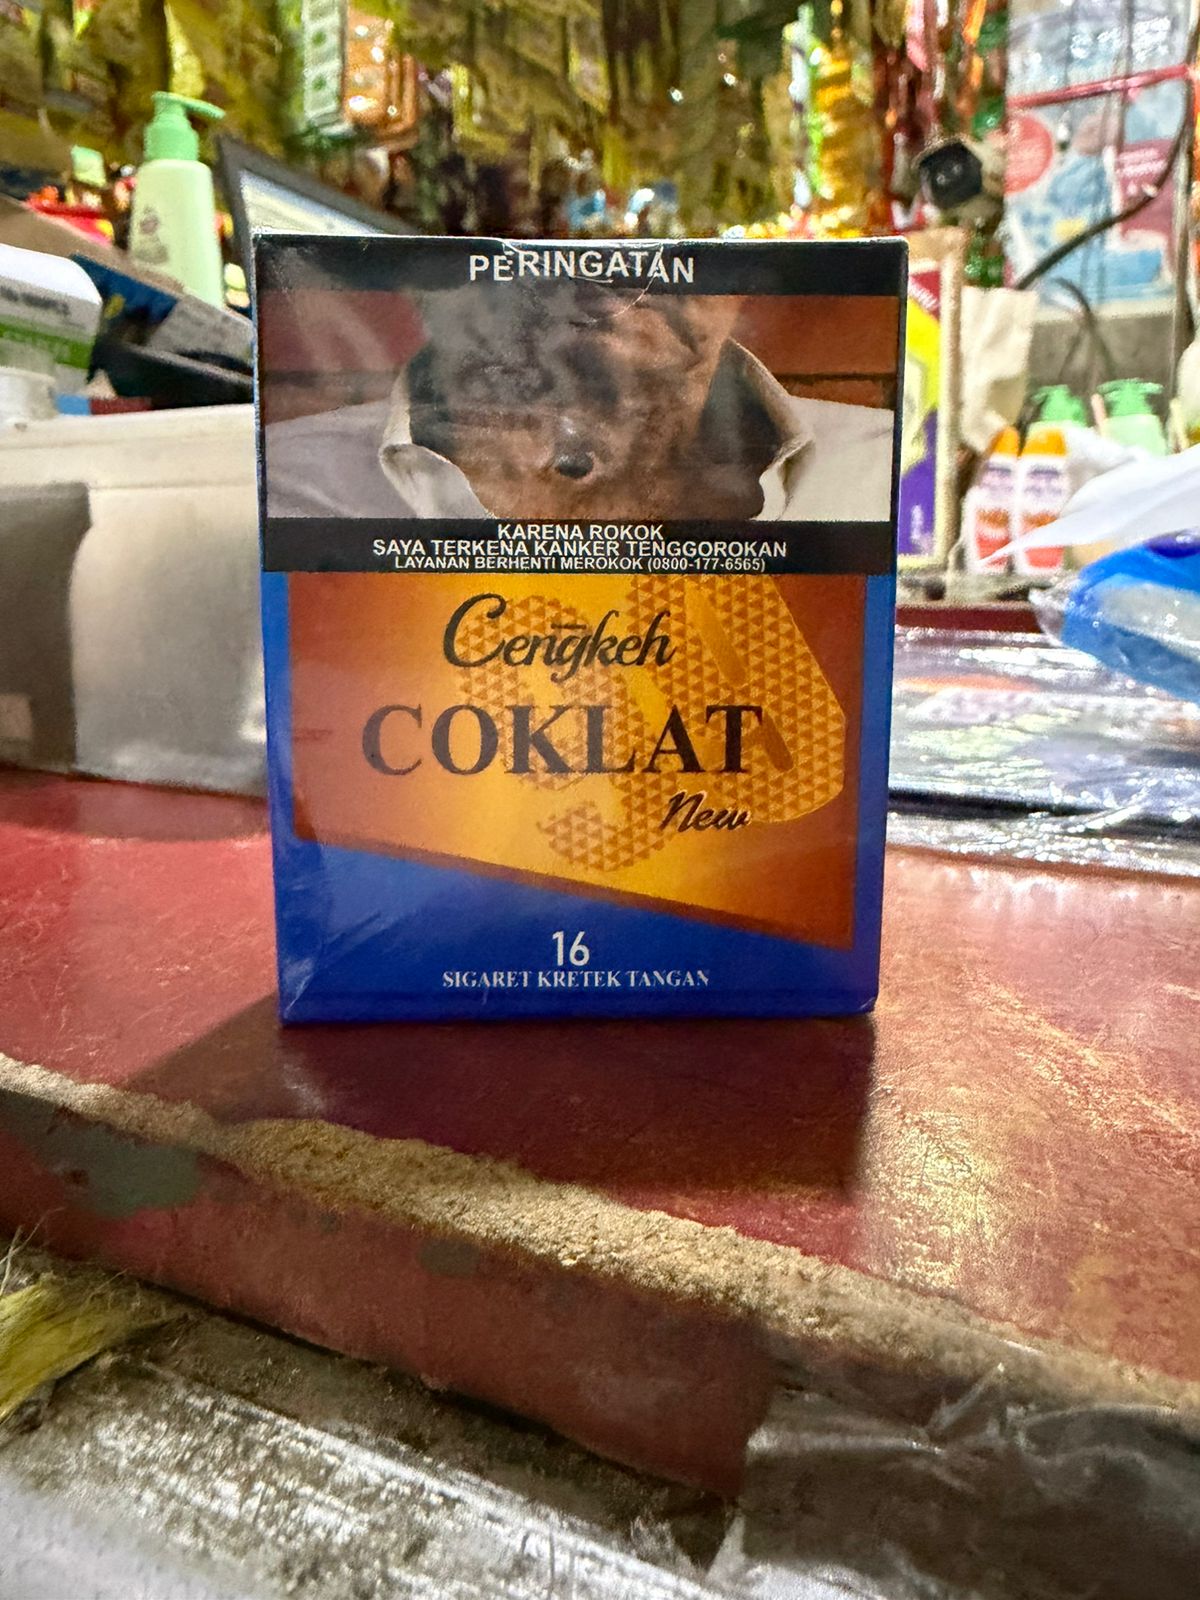 PERINGATAN
KARENA ROKOK
SAYA TERKENA KANKER TENGGOROKAN
LAYANAN BERHENTI MEROKOK (0800-177-6565)
Cengkeh
COKLAT
New
16
SIGARET KRETEK TANGAN